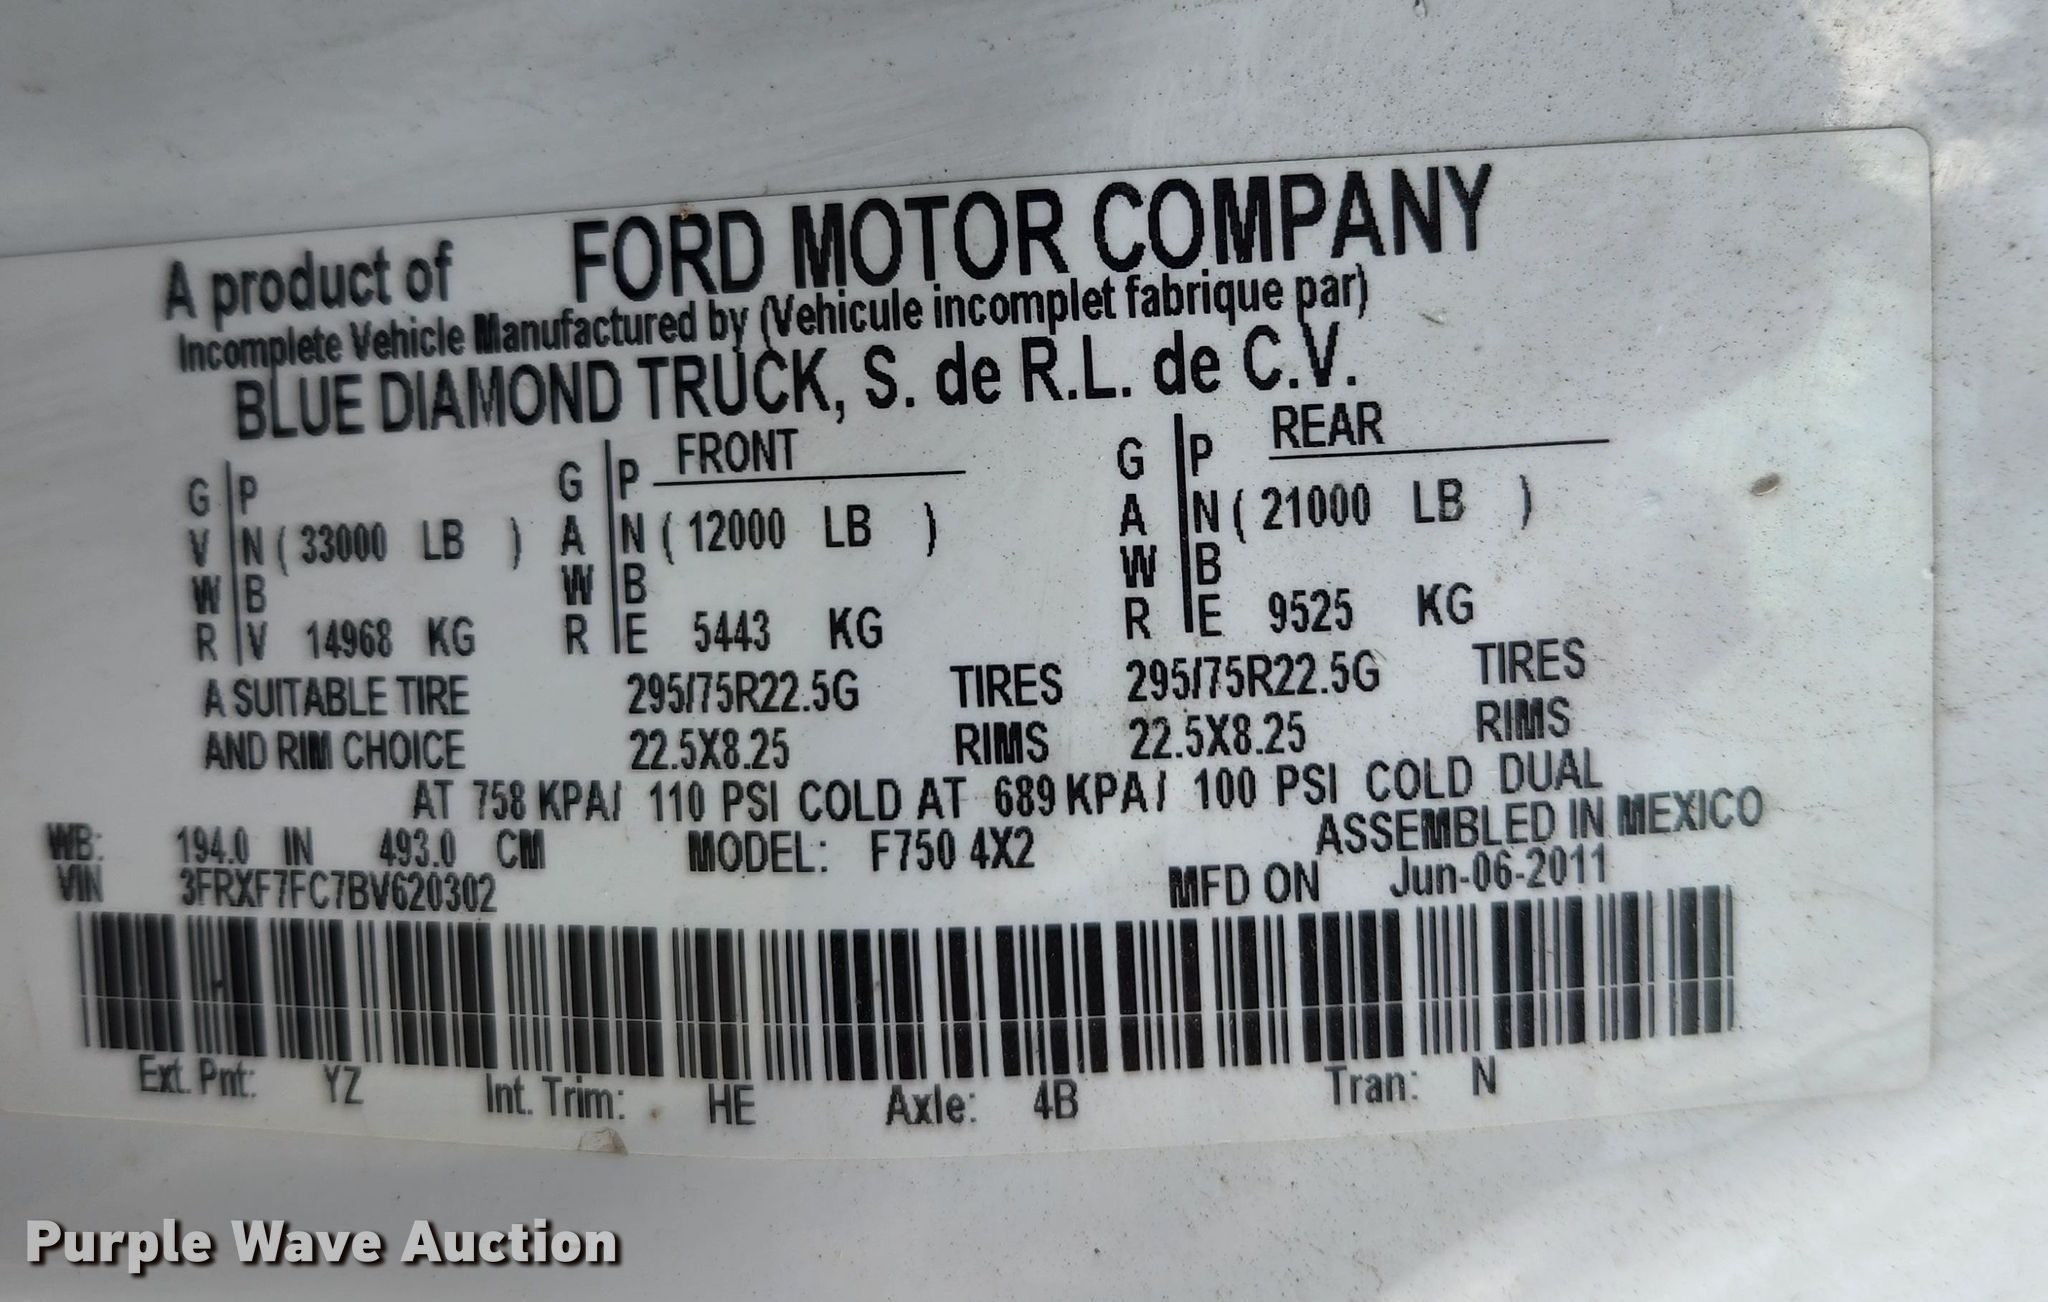 A product of FORD MOTOR COMPANY
Incomplete Vehicle Manufactured by (Vehicule incomplet fabrique par)
BLUE DIAMOND TRUCK, S. de R.L. de C.V.
G P G P FRONT G P REAR
V N ( 33000 LB ) A N ( 12000 LB ) A N ( 21000 LB )
W B W B W B
R V 14968 KG R E 5443 KG R E 9525 KG
A SUITABLE TIRE 295/75R22.5G TIRES 295/75R22.5G TIRES
AND RIM CHOICE 22.5X8.25 RIMS 22.5X8.25 RIMS
AT 758 KPA/ 110 PSI COLD AT 689 KPA/ 100 PSI COLD DUAL
WB: 194.0 IN 493.0 CM MODEL: F750 4X2 ASSEMBLED IN MEXICO
VIN 3FRXF7FC7BV620302 MFD ON Jun-06-2011
Ext. Pnt: YZ Int. Trim: HE Axle: 4B Tran: N
Purple Wave Auction